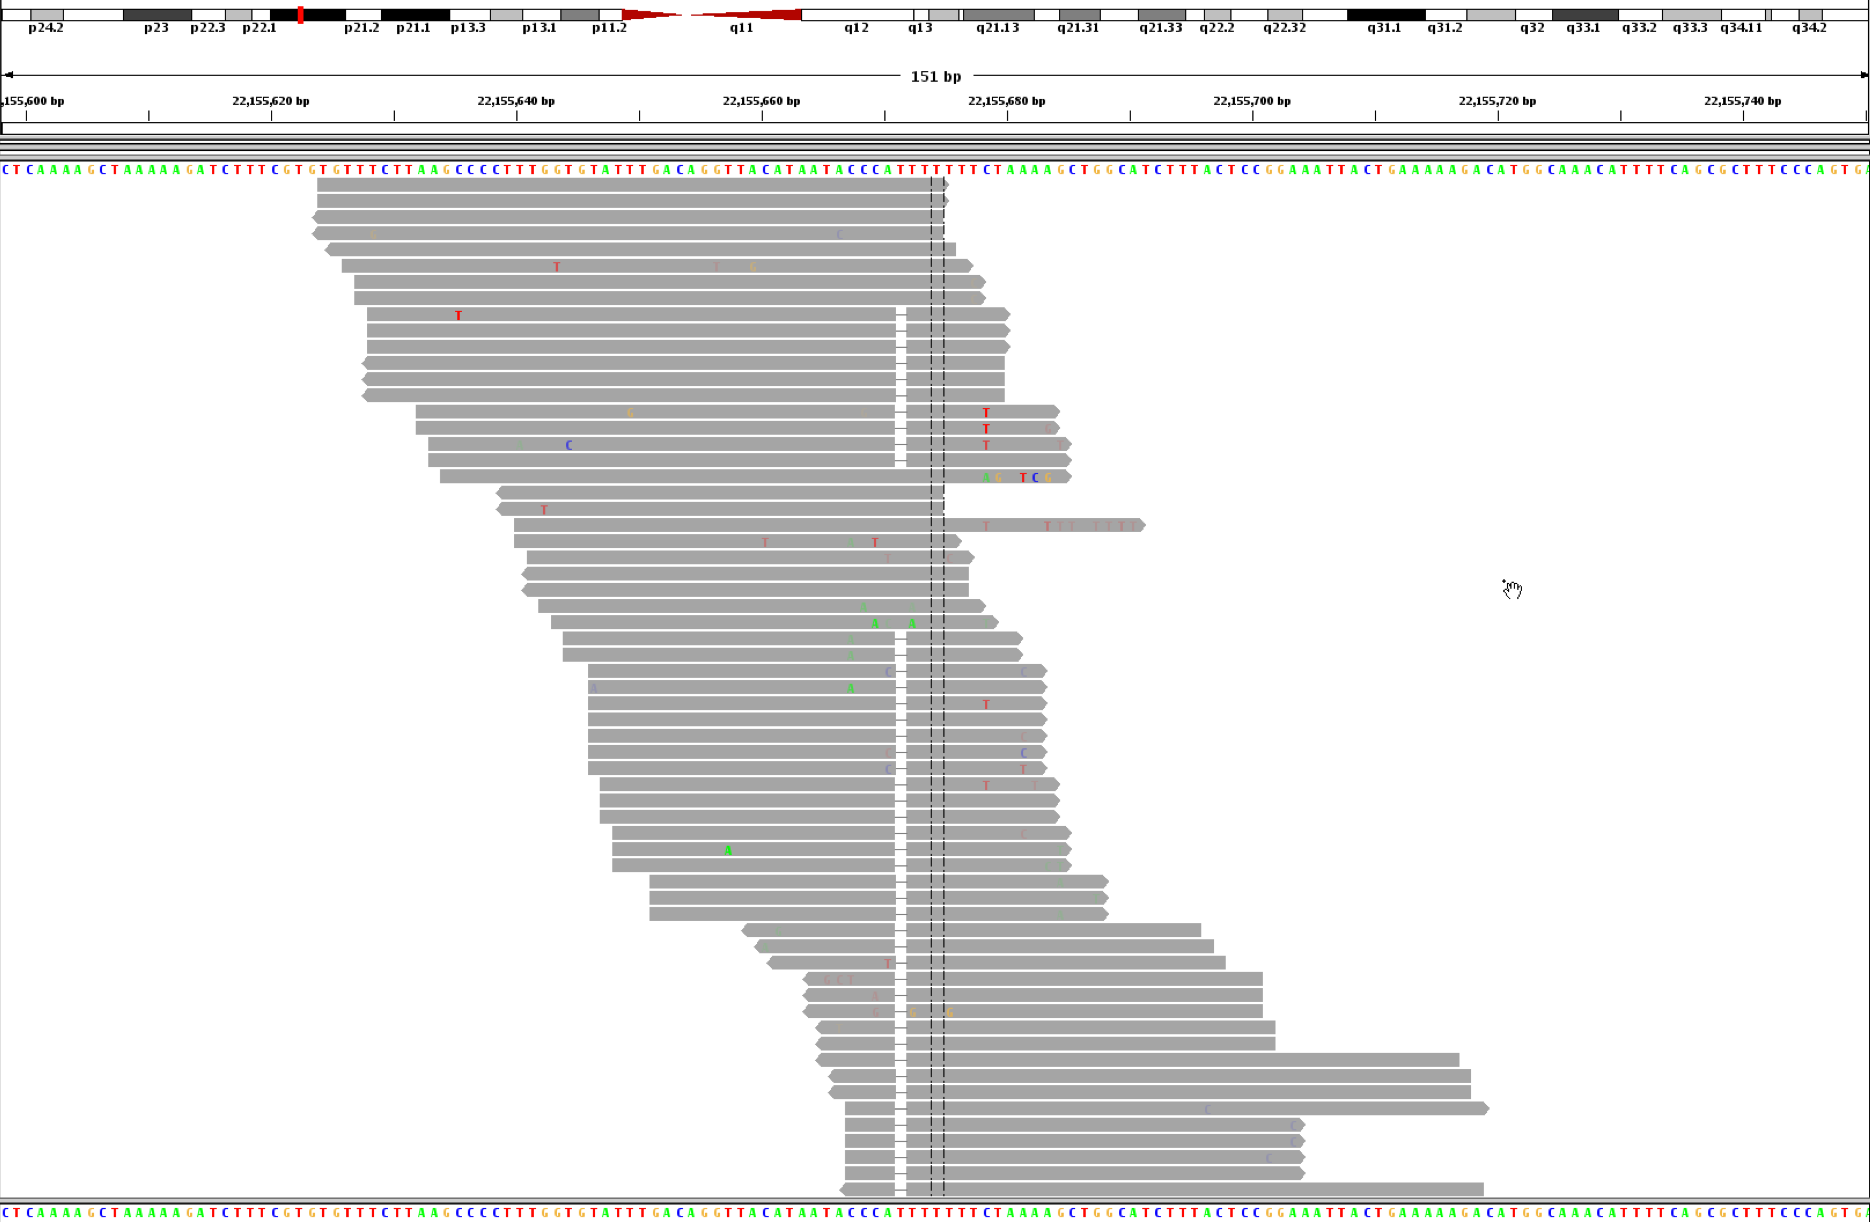 p24.2 p23 p22.3 p22.1 p21.2 p21.1 p13.3 p13.1 p11.2 q11 q12 q13 q21.13 q21.31 q21.33 q22.2 q22.32 q31.1 q31.2 q32 q33.1 q33.2 q33.3 q34.11 q34.2
151 bp
,155,600 bp 22,155,620 bp 22,155,640 bp 22,155,660 bp 22,155,680 bp 22,155,700 bp 22,155,720 bp 22,155,740 bp
CTCAAAAGCTAAAAAGATCTTTCGTGTGTTTCTTAAGCCCCTTTGGTGTATTTGACAGGTTACATAATACCCATTTTTTTCTAAAAGCTGGCATCTTTACTCCGGAAATTACTGAAAAAGACATGGCAAACATTTTCAGCGCTTTCCCAGTGA
G C
T T G
T
G T
T G
C T
A G T C G
T
T T
T T
T
A
A A
C C
A A
T
C
C
C T
T
C
A
T
G C
A
G G G
C
C
C
C
CTCAAAAGCTAAAAAGATCTTTCGTGTGTTTCTTAAGCCCCTTTGGTGTATTTGACAGGTTACATAATACCCATTTTTTTCTAAAAGCTGGCATCTTTACTCCGGAAATTACTGAAAAAGACATGGCAAACATTTTCAGCGCTTTCCCAGTGA